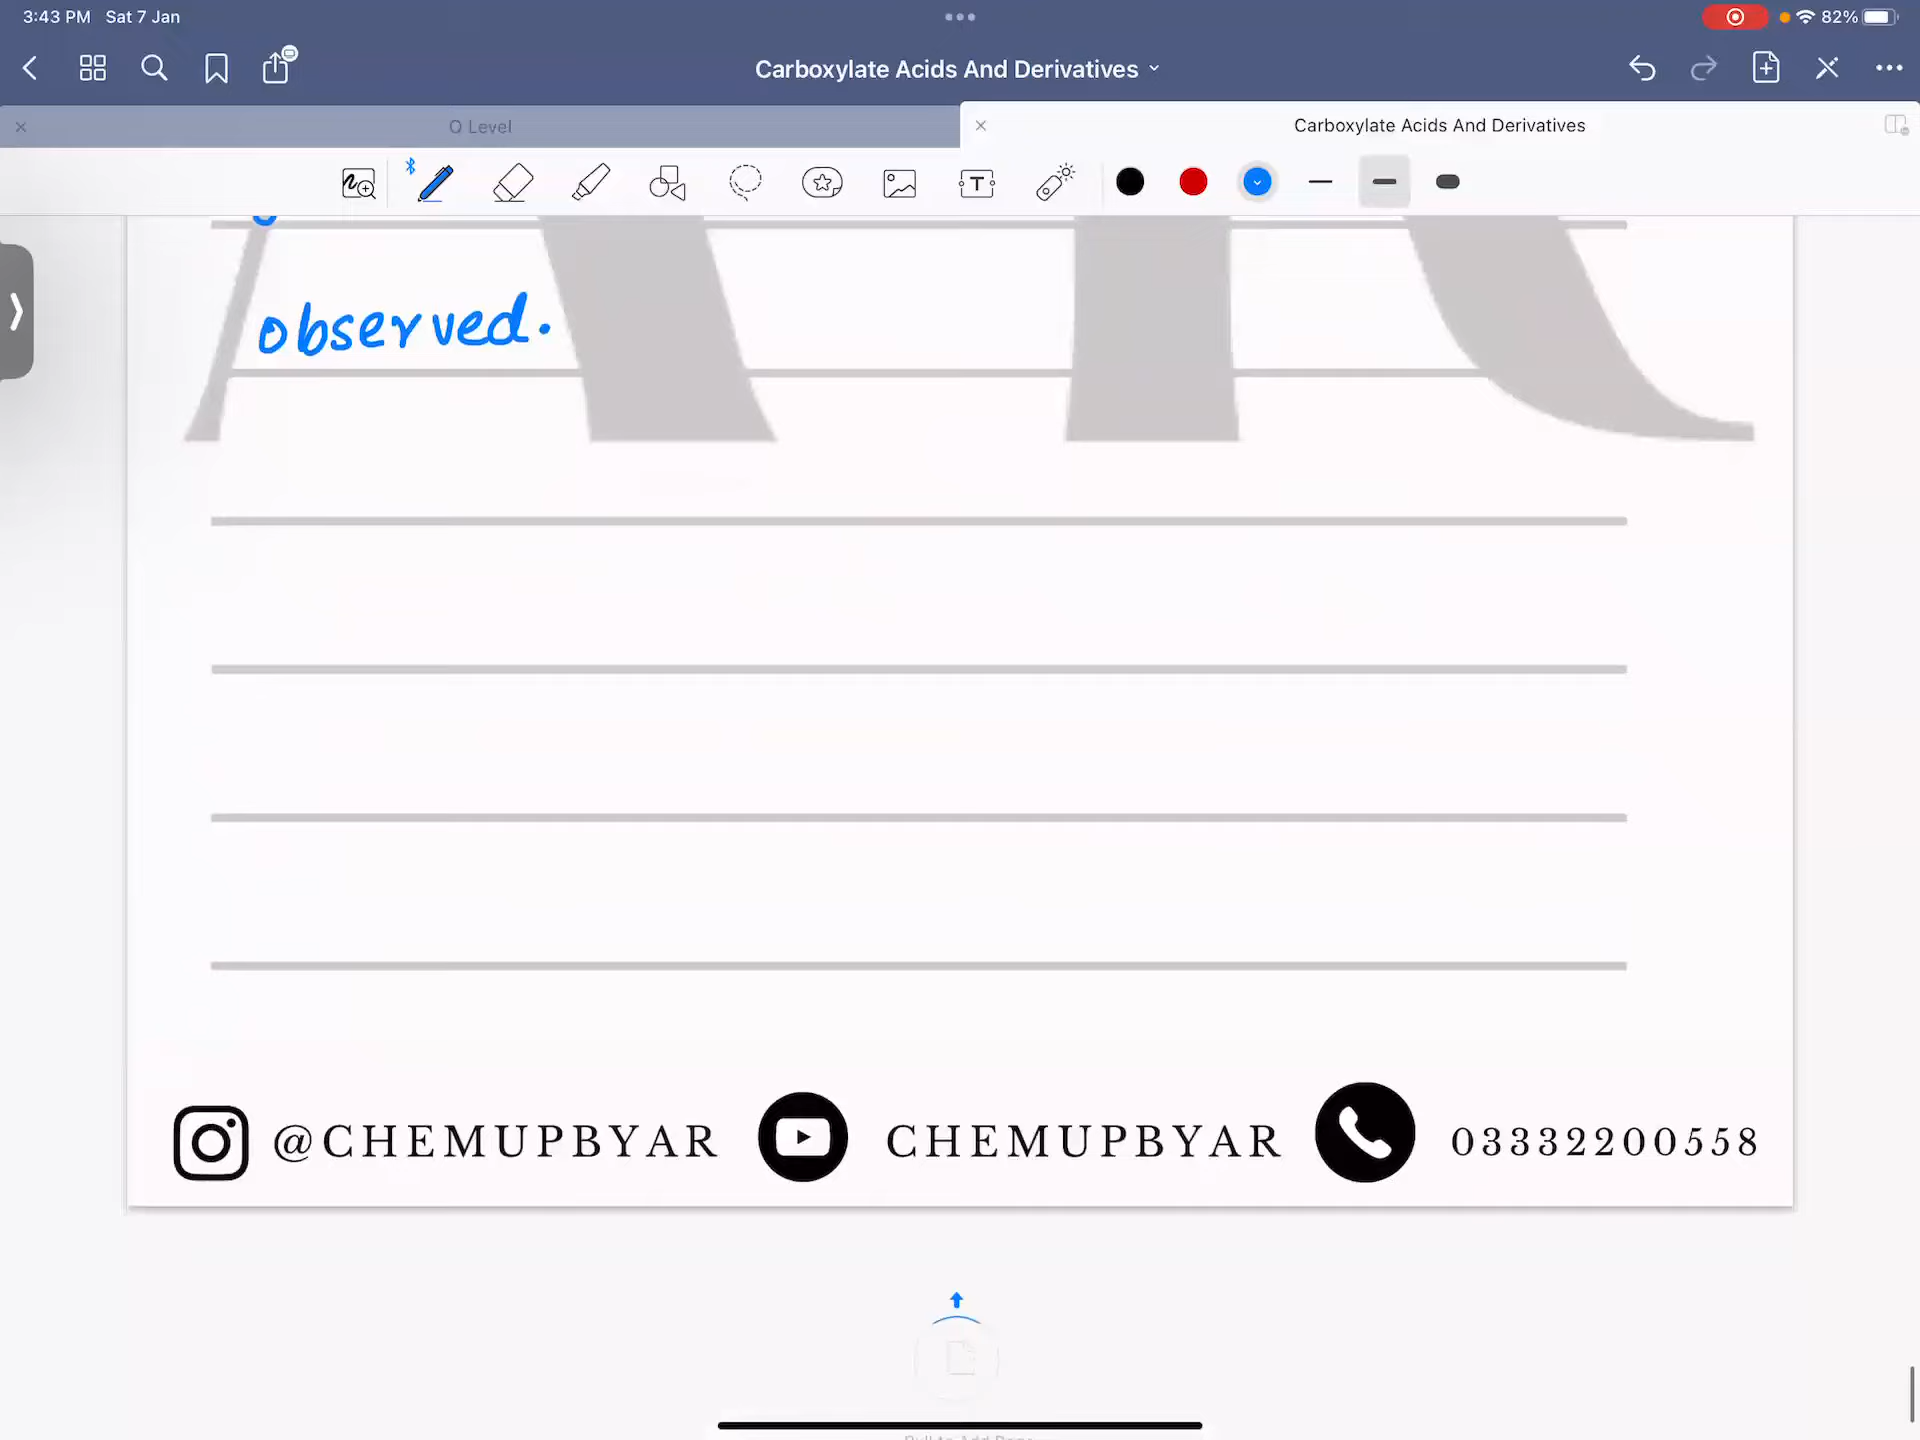 3:43 PM Sat 7 Jan
82%
Carboxylate Acids And Derivatives
O Level
Carboxylate Acids And Derivatives
T
AR
observed.
@CHEMUPBYAR CHEMUPBYAR 03332200558